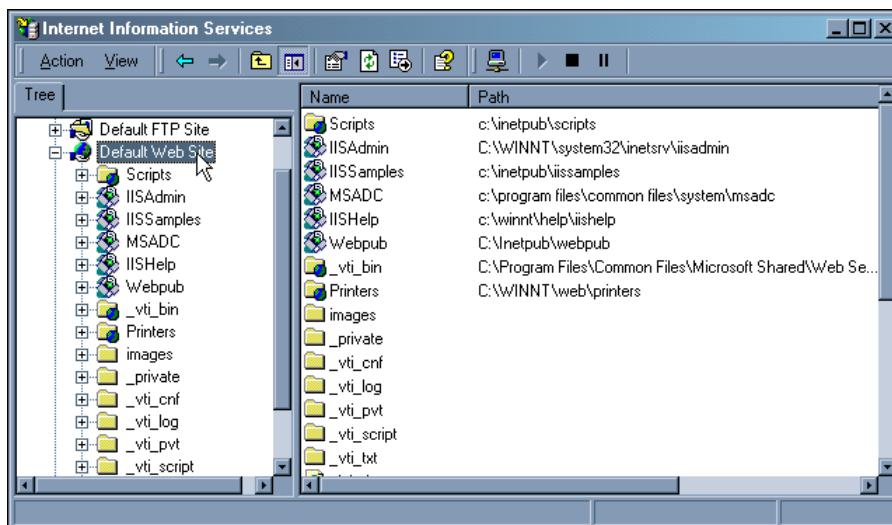 Internet Information Services
Action View
Tree
Default FTP Site
Default Web Site
Scripts
IISAdmin
IISSamples
MSADC
IISHelp
Webpub
_vti_bin
Printers
images
_private
_vti_cnf
_vti_log
_vti_pvt
_vti_script
Name Path
Scripts c:\inetpub\scripts
IISAdmin C:\WINNT\system32\inetsrv\iisadmin
IISSamples c:\inetpub\iissamples
MSADC c:\program files\common files\system\msadc
IISHelp c:\winnt\help\iishelp
Webpub C:\Inetpub\webpub
_vti_bin C:\Program Files\Common Files\Microsoft Shared\Web Se...
Printers C:\WINNT\web\printers
images
_private
_vti_cnf
_vti_log
_vti_pvt
_vti_script
_vti_txt